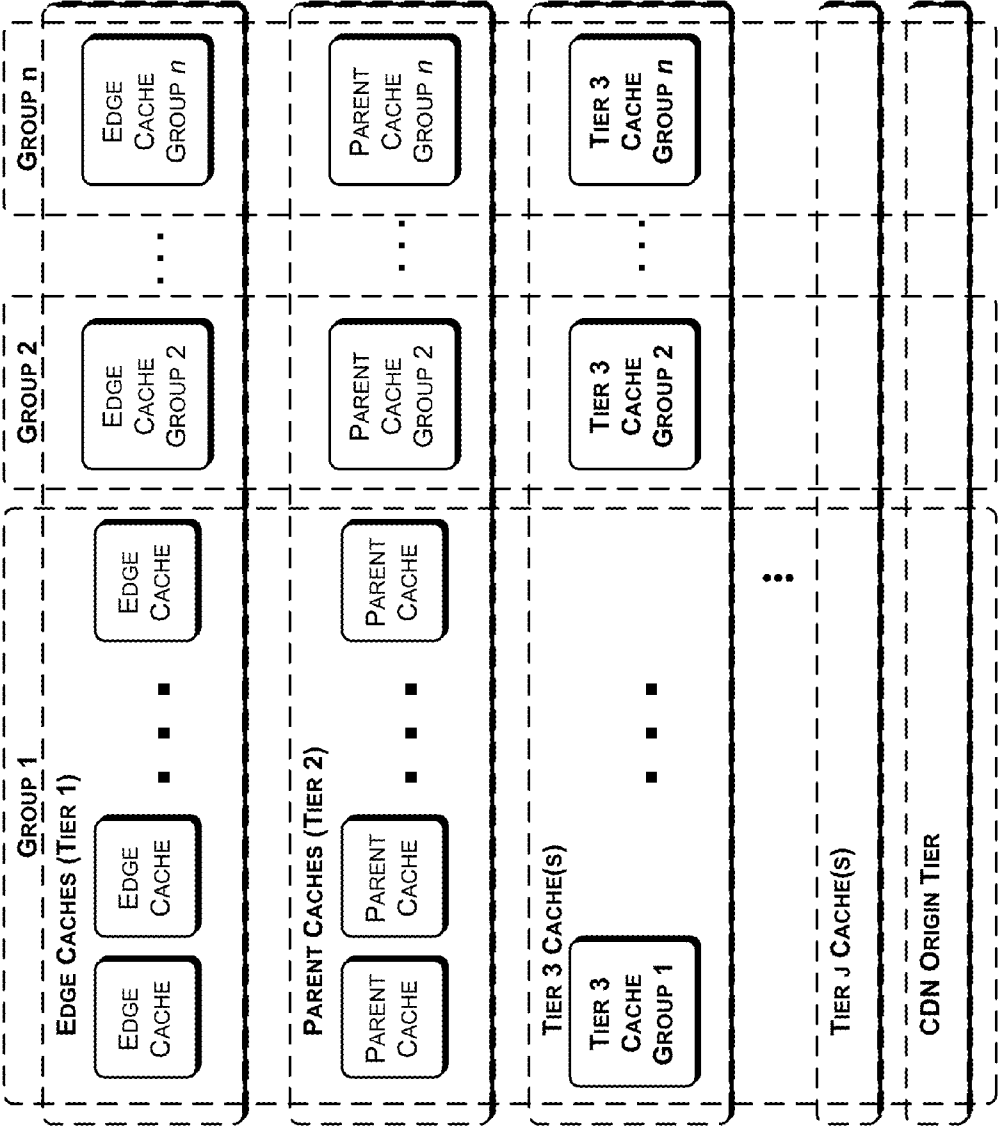 GROUP 1
GROUP 2
GROUP n
EDGE CACHES (TIER 1)
EDGE
CACHE
EDGE
CACHE
. . .
EDGE
CACHE
EDGE
CACHE
GROUP 2
...
EDGE
CACHE
GROUP n
PARENT CACHES (TIER 2)
PARENT
CACHE
PARENT
CACHE
. . .
PARENT
CACHE
PARENT
CACHE
GROUP 2
...
PARENT
CACHE
GROUP n
TIER 3 CACHE(S)
TIER 3
CACHE
GROUP 1
. . .
TIER 3
CACHE
GROUP 2
...
TIER 3
CACHE
GROUP n
...
TIER J CACHE(S)
CDN ORIGIN TIER